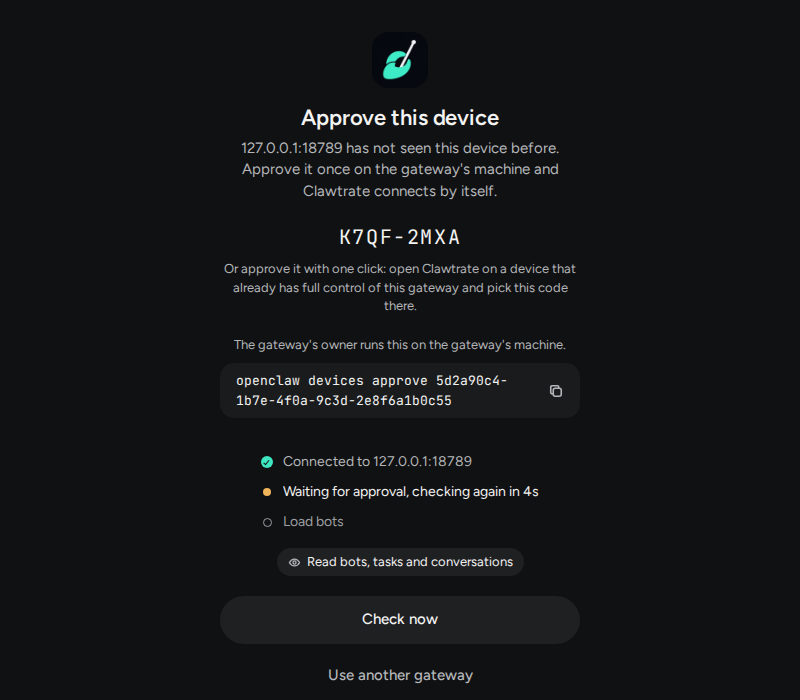 Approve this device
127.0.0.1:18789 has not seen this device before.
Approve it once on the gateway's machine and
Clawtrate connects by itself.
K7QF-2MXA
Or approve it with one click: open Clawtrate on a device that
already has full control of this gateway and pick this code
there.
The gateway's owner runs this on the gateway's machine.
openclaw devices approve 5d2a90c4-
1b7e-4f0a-9c3d-2e8f6a1b0c55
Connected to 127.0.0.1:18789
Waiting for approval, checking again in 4s
Load bots
Read bots, tasks and conversations
Check now
Use another gateway